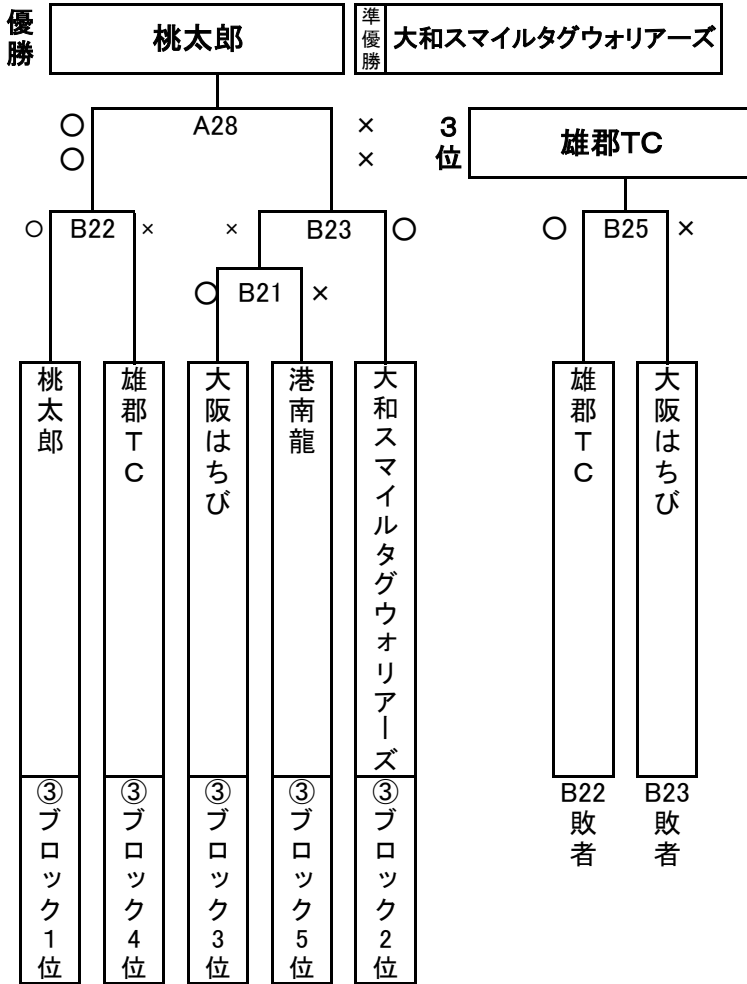 優勝
桃太郎
準優勝
大和スマイルタグウォリアーズ
○ A28 ×
○ ×
3位
雄郡TC
○ B22 × × B23 ○
○ B25 ×
○ B21 ×
桃太郎
雄郡TC
大阪はちび
港南龍
大和スマイルタグウォリアーズ
雄郡TC
大阪はちび
③ブロック1位
③ブロック4位
③ブロック3位
③ブロック5位
③ブロック2位
B22敗者
B23敗者